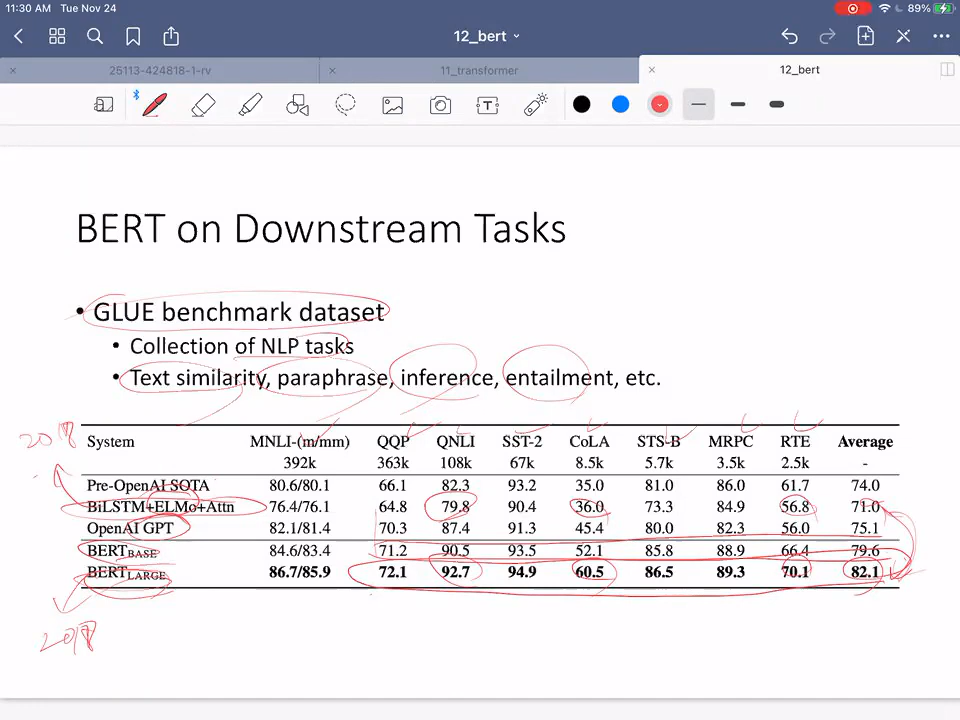 11:30 AM Tue Nov 24
89%
12_bert
25113-424818-1-rv
11_transformer
12_bert
BERT on Downstream Tasks
• GLUE benchmark dataset
• Collection of NLP tasks
• Text similarity, paraphrase, inference, entailment, etc.
2018
System MNLI-(m/mm) QQP QNLI SST-2 CoLA STS-B MRPC RTE Average
392k 363k 108k 67k 8.5k 5.7k 3.5k 2.5k -
Pre-OpenAI SOTA 80.6/80.1 66.1 82.3 93.2 35.0 81.0 86.0 61.7 74.0
BiLSTM+ELMo+Attn 76.4/76.1 64.8 79.8 90.4 36.0 73.3 84.9 56.8 71.0
OpenAI GPT 82.1/81.4 70.3 87.4 91.3 45.4 80.0 82.3 56.0 75.1
BERTBASE 84.6/83.4 71.2 90.5 93.5 52.1 85.8 88.9 66.4 79.6
BERTLARGE 86.7/85.9 72.1 92.7 94.9 60.5 86.5 89.3 70.1 82.1
2018